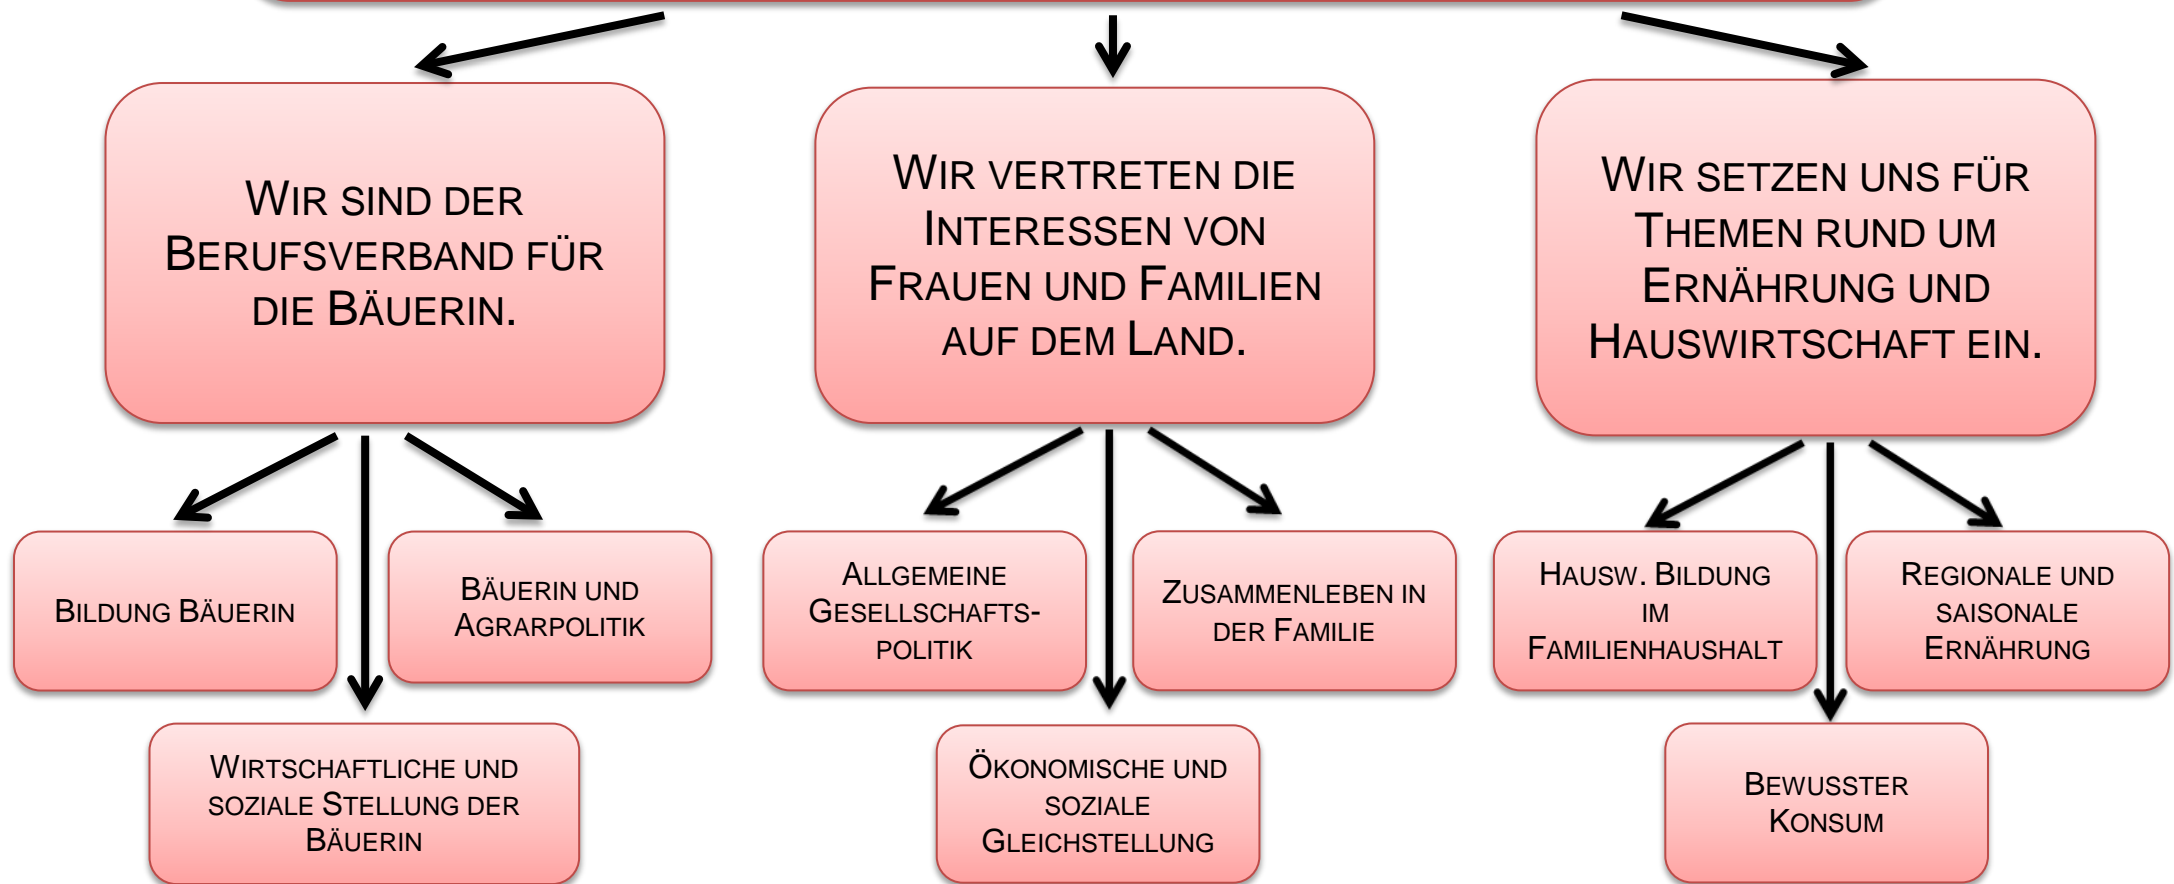 Wir sind der
Berufsverband für
die Bäuerin.
Wir vertreten die
Interessen von
Frauen und Familien
auf dem Land.
Wir setzen uns für
Themen rund um
Ernährung und
Hauswirtschaft ein.
Bildung Bäuerin
Bäuerin und
Agrarpolitik
Wirtschaftliche und
soziale Stellung der
Bäuerin
Allgemeine
Gesellschafts-
politik
Zusammenleben in
der Familie
Ökonomische und
soziale
Gleichstellung
Hausw. Bildung
im
Familienhaushalt
Regionale und
saisonale
Ernährung
Bewusster
Konsum